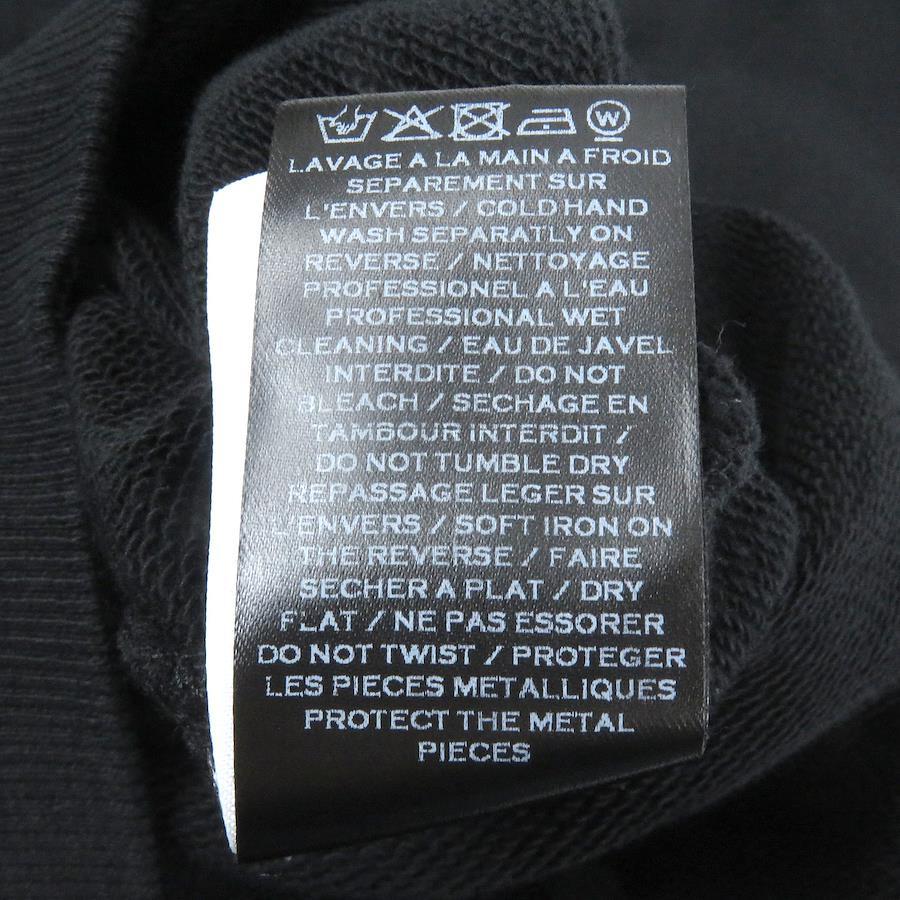 W
LAVAGE A LA MAIN A FROID
SEPAREMENT SUR
L'ENVERS / COLD HAND
WASH SEPARATLY ON
REVERSE / NETTOYAGE
PROFESSIONEL A L'EAU
PROFESSIONAL WET
CLEANING / EAU DE JAVEL
INTERDITE / DO NOT
BLEACH / SECHAGE EN
TAMBOUR INTERDIT /
DO NOT TUMBLE DRY
REPASSAGE LEGER SUR
L'ENVERS / SOFT IRON ON
THE REVERSE / FAIRE
SECHER A PLAT / DRY
FLAT / NE PAS ESSORER
DO NOT TWIST / PROTEGER
LES PIECES METALLIQUES
PROTECT THE METAL
PIECES